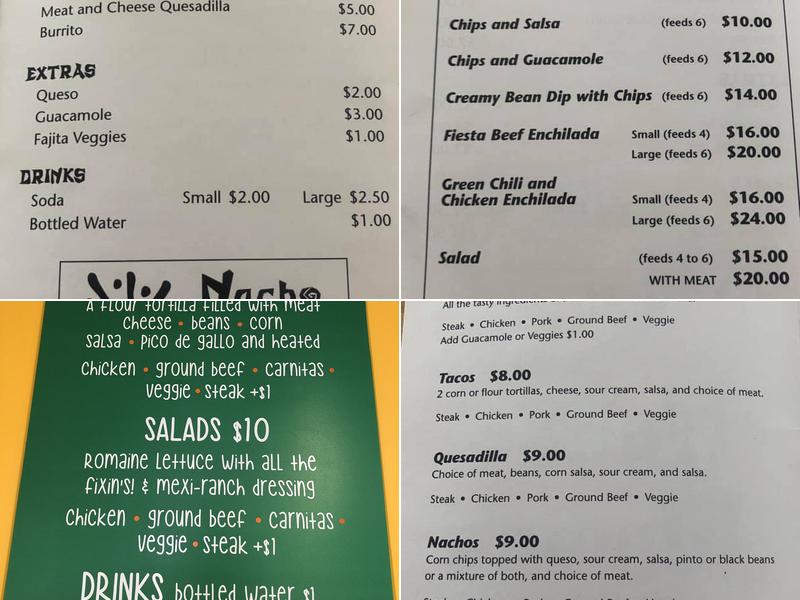 Meat and Cheese Quesadilla $5.00
Burrito $7.00
EXTRAS
Queso $2.00
Guacamole $3.00
Fajita Veggies $1.00
DRINKS
Soda Small $2.00 Large $2.50
Bottled Water $1.00
Nacho
Chips and Salsa (feeds 6) $10.00
Chips and Guacamole (feeds 6) $12.00
Creamy Bean Dip with Chips (feeds 6) $14.00
Fiesta Beef Enchilada Small (feeds 4) $16.00
Large (feeds 6) $20.00
Green Chili and
Chicken Enchilada Small (feeds 4) $16.00
Large (feeds 6) $24.00
Salad (feeds 4 to 6) $15.00
WITH MEAT $20.00
A flour tortilla filled with meat
cheese • beans • corn
salsa • pico de gallo and heated
chicken • ground beef • carnitas •
veggie • steak +$1
SALADS $10
Romaine lettuce with all the
fixin's! & mexi-ranch dressing
chicken • ground beef • carnitas •
veggie • steak +$1
DRINKS bottled water $1
All the tasty
Steak • Chicken • Pork • Ground Beef • Veggie
Add Guacamole or Veggies $1.00
Tacos $8.00
2 corn or flour tortillas, cheese, sour cream, salsa, and choice of meat.
Steak • Chicken • Pork • Ground Beef • Veggie
Quesadilla $9.00
Choice of meat, beans, corn salsa, sour cream, and salsa.
Steak • Chicken • Pork • Ground Beef • Veggie
Nachos $9.00
Corn chips topped with queso, sour cream, salsa, pinto or black beans
or a mixture of both, and choice of meat.